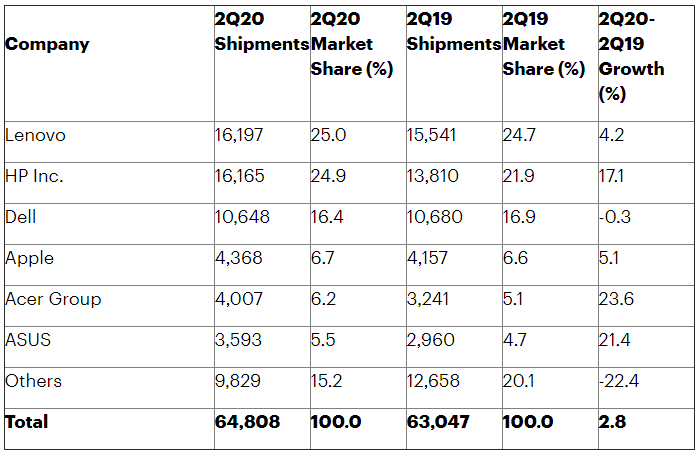 Company 2Q20 Shipments 2Q20 Market Share (%) 2Q19 Shipments 2Q19 Market Share (%) 2Q20-2Q19 Growth (%)
Lenovo 16,197 25.0 15,541 24.7 4.2
HP Inc. 16,165 24.9 13,810 21.9 17.1
Dell 10,648 16.4 10,680 16.9 -0.3
Apple 4,368 6.7 4,157 6.6 5.1
Acer Group 4,007 6.2 3,241 5.1 23.6
ASUS 3,593 5.5 2,960 4.7 21.4
Others 9,829 15.2 12,658 20.1 -22.4
Total 64,808 100.0 63,047 100.0 2.8